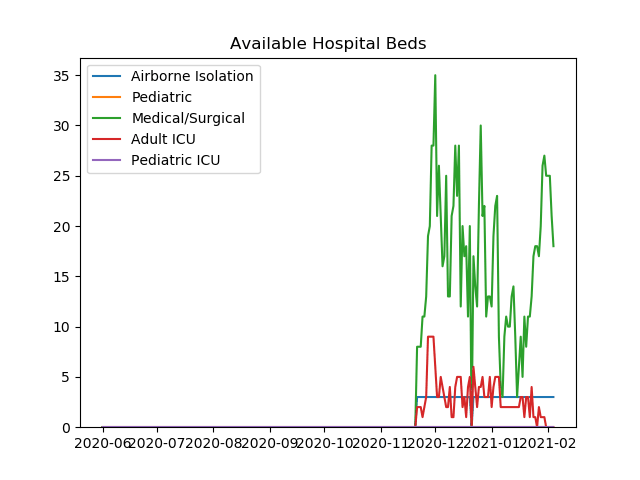 Available Hospital Beds
Airborne Isolation
Pediatric
Medical/Surgical
Adult ICU
Pediatric ICU
35
30
25
20
15
10
5
0
2020-06 2020-07 2020-08 2020-09 2020-10 2020-11 2020-12 2021-01 2021-02